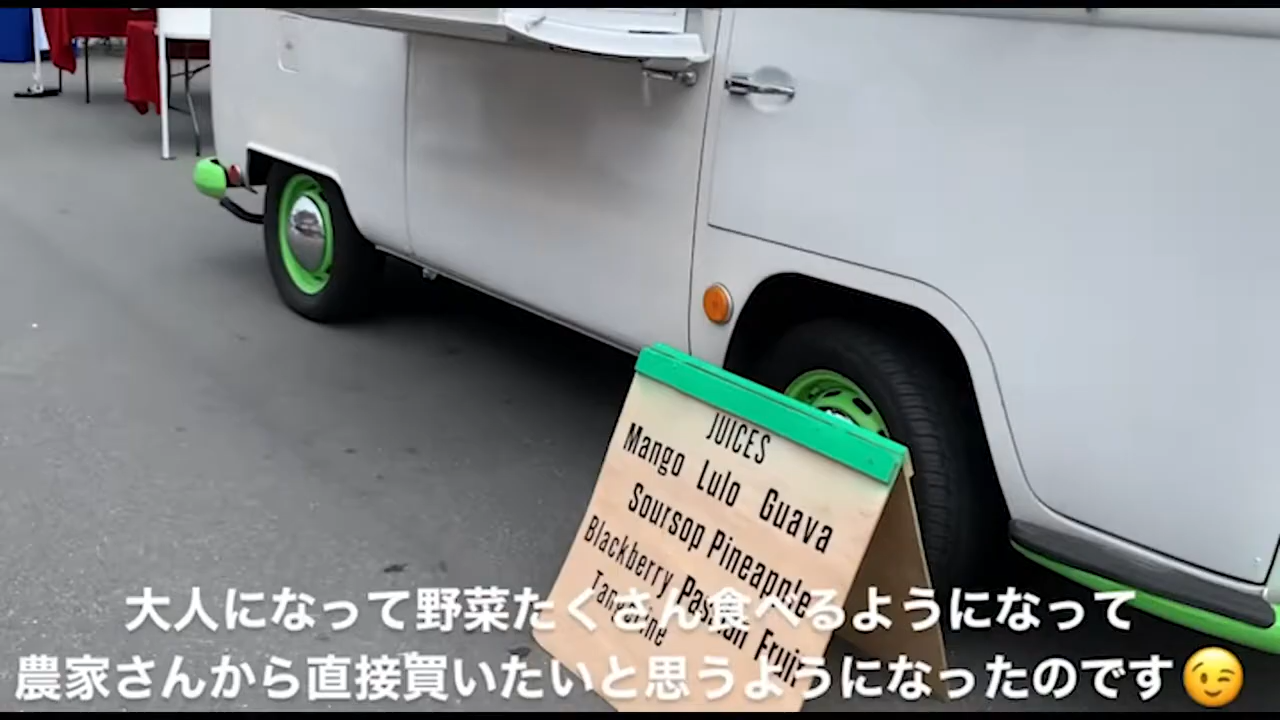 JUICES
Mango Lulo Guava
Soursop Pineapple
Blackberry Passion Fruit
Tangerine
大人になって野菜たくさん食べるようになって
農家さんから直接買いたいと思うようになったのです😉